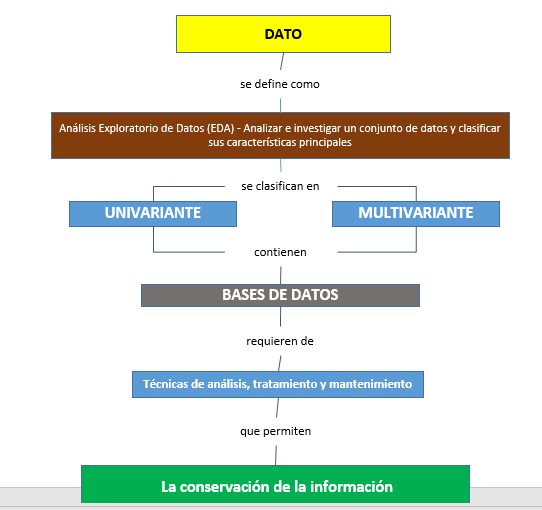 DATO
se define como
Análisis Exploratorio de Datos (EDA) - Analizar e investigar un conjunto de datos y clasificar
sus características principales
se clasifican en
UNIVARIANTE
MULTIVARIANTE
contienen
BASES DE DATOS
requieren de
Técnicas de análisis, tratamiento y mantenimiento
que permiten
La conservación de la información